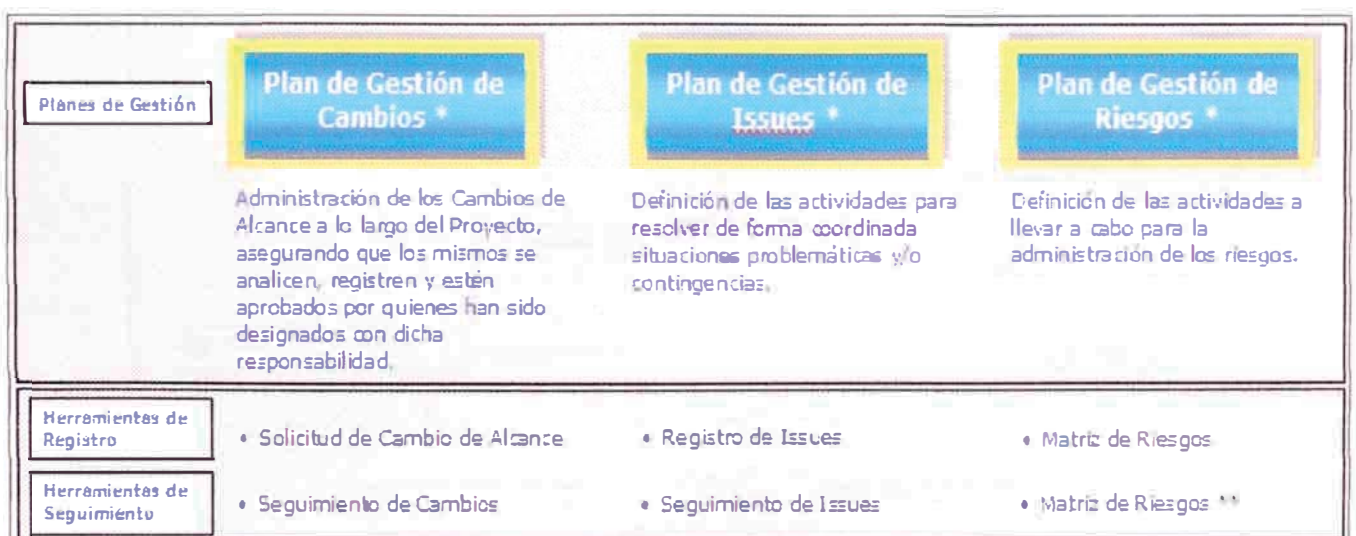 Planes de Gestión
Plan de Gestión de
Cambios *
Administración de los Cambios de
Alcance a lo largo del Proyecto,
asegurando que los mismos se
analicen, registren y estén
aprobados por quienes han sido
designados con dicha
responsabilidad.
Plan de Gestión de
Issues *
Definición de las actividades para
resolver de forma coordinada
situaciones problemáticas y/o
contingencias.
Plan de Gestión de
Riesgos *
Definición de las actividades a
llevar a cabo para la
administración de los riesgos.
Herramientas de
Registro
• Solicitud de Cambio de Alcance
• Registro de Issues
• Matriz de Riesgos
Herramientas de
Seguimiento
• Seguimiento de Cambios
• Seguimiento de Issues
• Matriz de Riesgos **